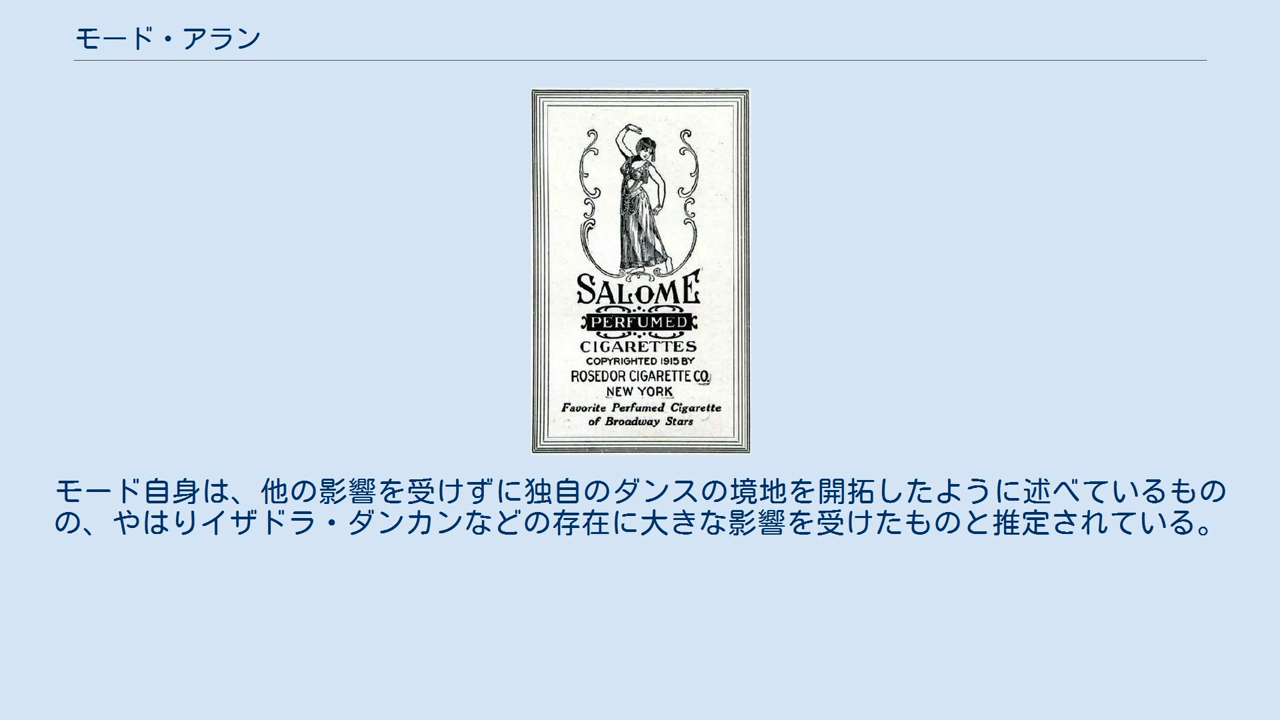 モード・アラン
SALOME
PERFUMED
CIGARETTES
COPYRIGHTED 1915 BY
ROSEDOR CIGARETTE CO.
NEW YORK
Favorite Perfumed Cigarette
of Broadway Stars
モード自身は、他の影響を受けずに独自のダンスの境地を開拓したように述べているもの
の、やはりイザドラ・ダンカンなどの存在に大きな影響を受けたものと推定されている。